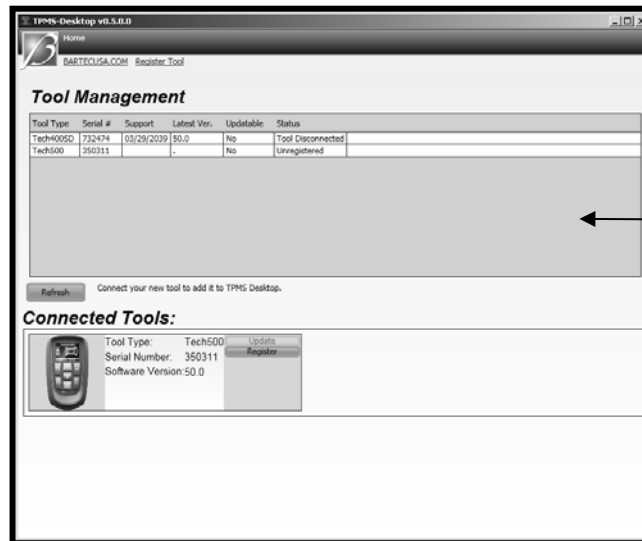 TPMS-Desktop v0.5.0.0
Home
BARTECUSA.COM Register Tool
Tool Management
Tool Type Serial # Support Latest Ver. Updatable Status
Tech400SD 732474 03/29/2039 50.0 No Tool Disconnected
Tech500 350311 . No Unregistered
Refresh Connect your new tool to add it to TPMS Desktop.
Connected Tools:
Tool Type: Tech500 Update
Serial Number: 350311 Register
Software Version:50.0